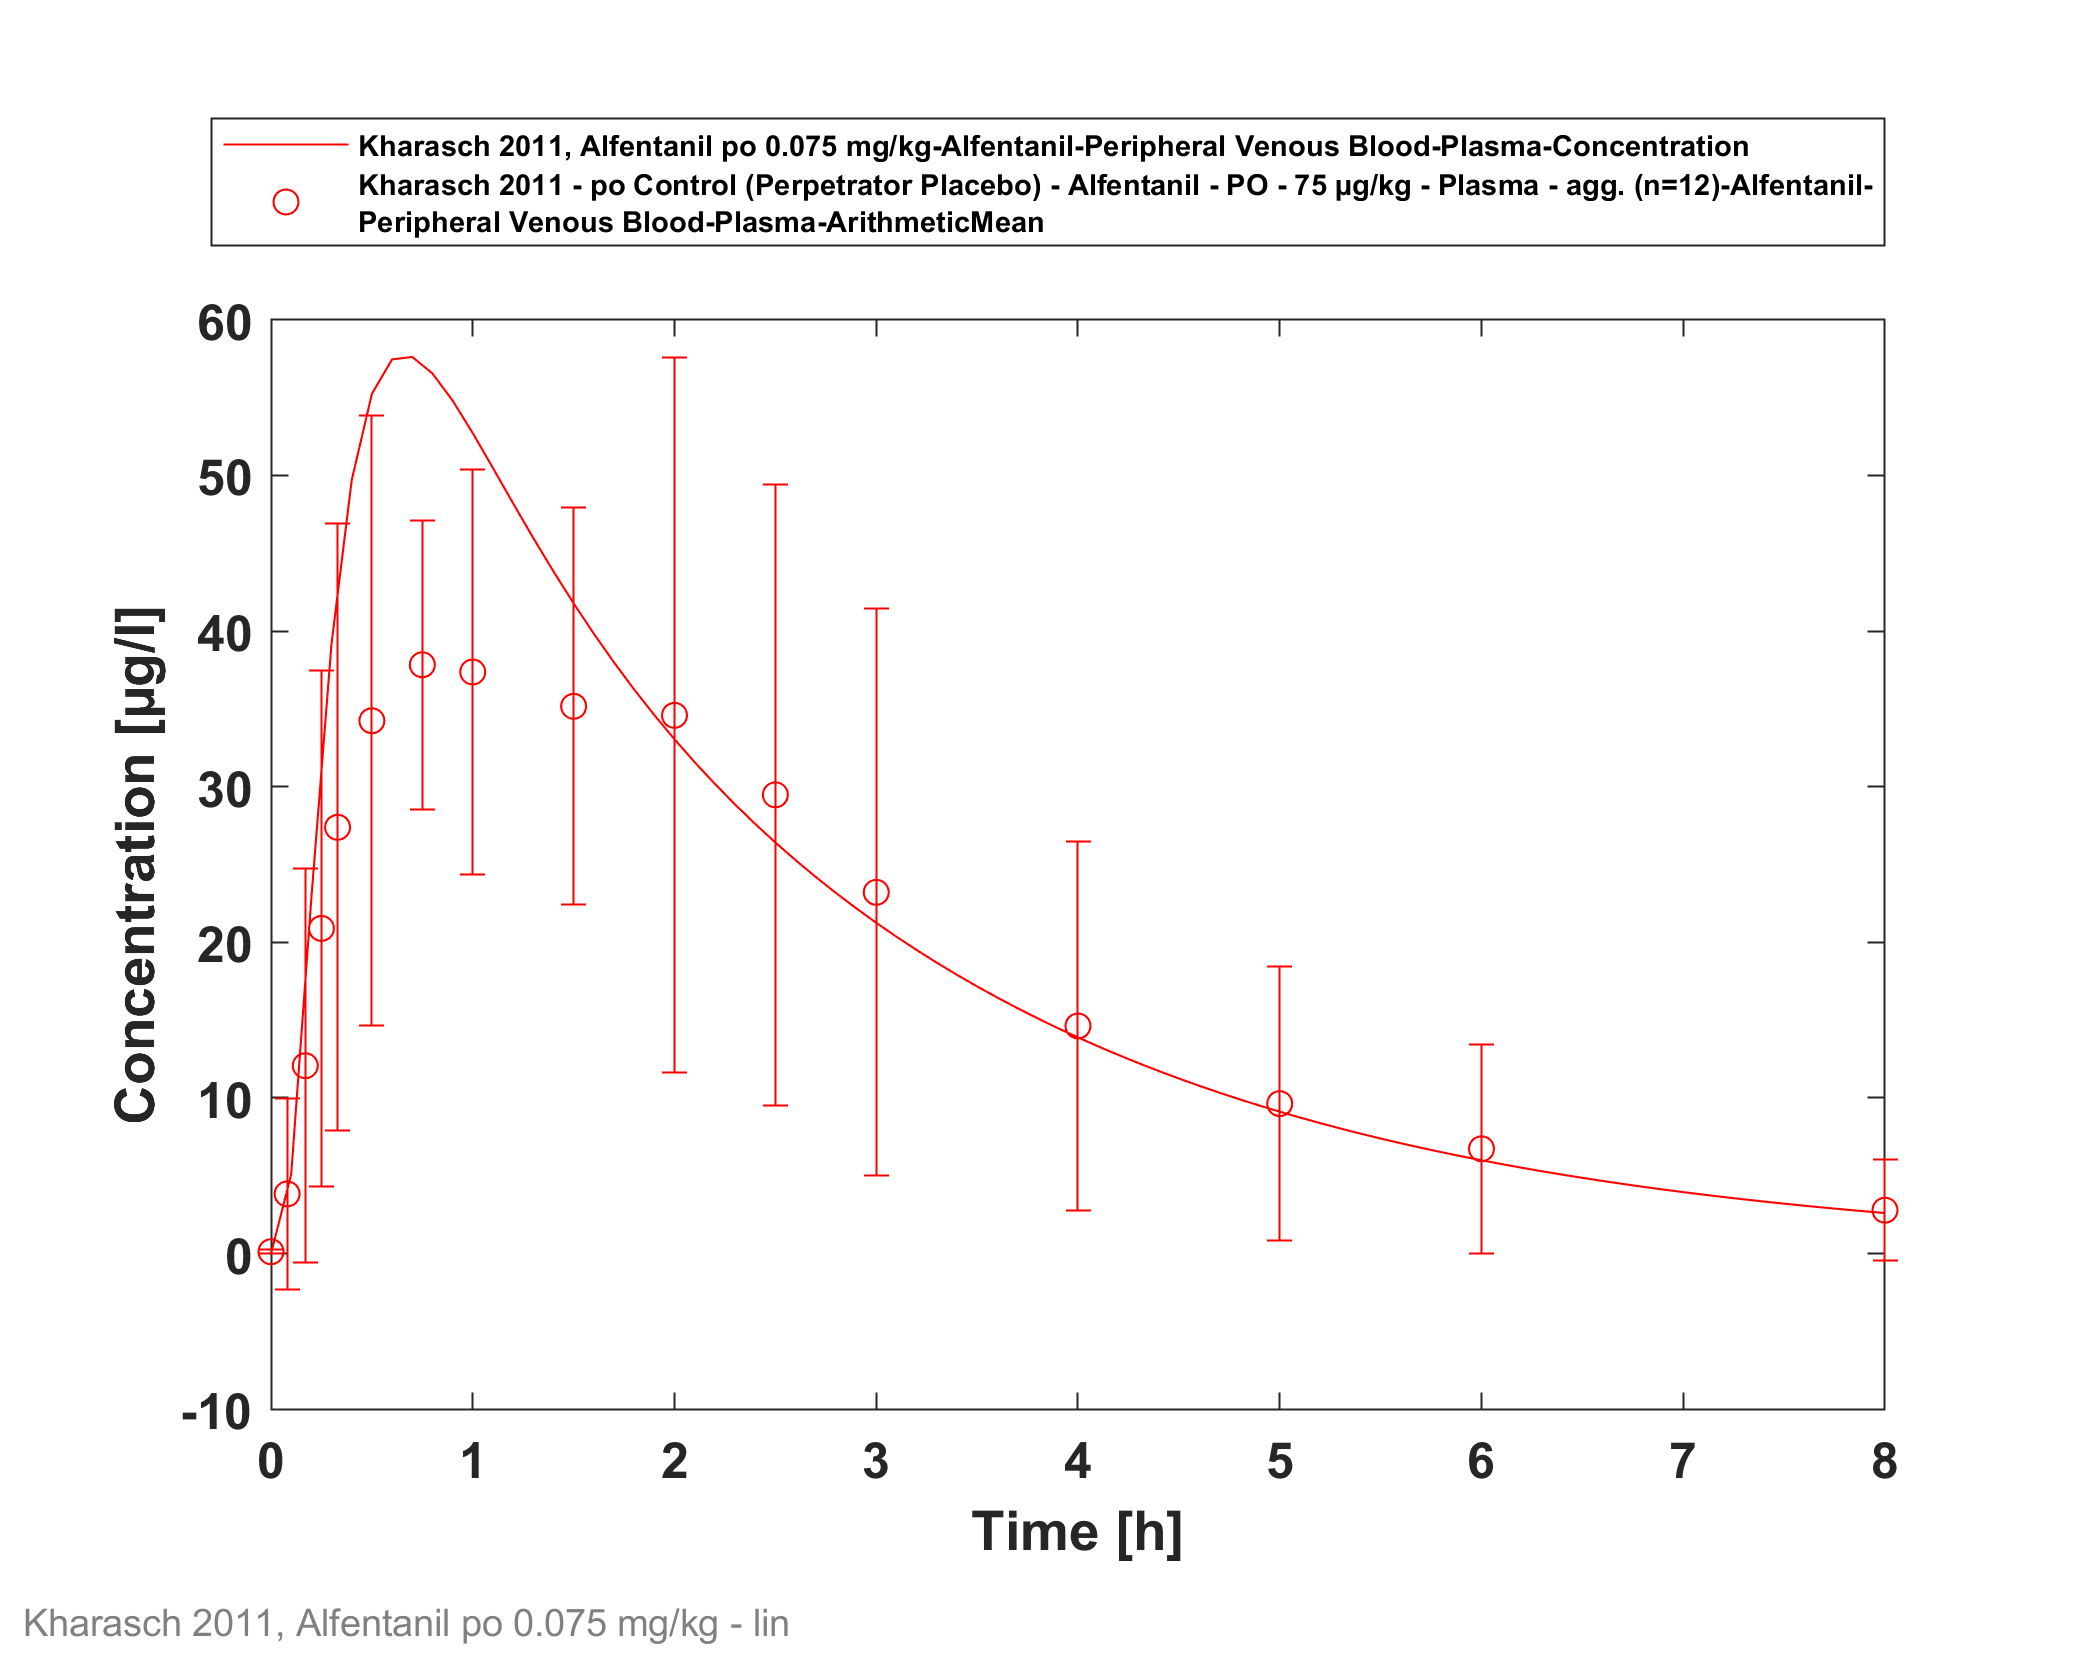 Kharasch 2011, Alfentanil po 0.075 mg/kg-Alfentanil-Peripheral Venous Blood-Plasma-Concentration
Kharasch 2011 - po Control (Perpetrator Placebo) - Alfentanil - PO - 75 µg/kg - Plasma - agg. (n=12)-Alfentanil-
Peripheral Venous Blood-Plasma-ArithmeticMean
60
50
40
30
20
10
0
-10
Concentration [µg/l]
0 1 2 3 4 5 6 7 8
Time [h]
Kharasch 2011, Alfentanil po 0.075 mg/kg - lin